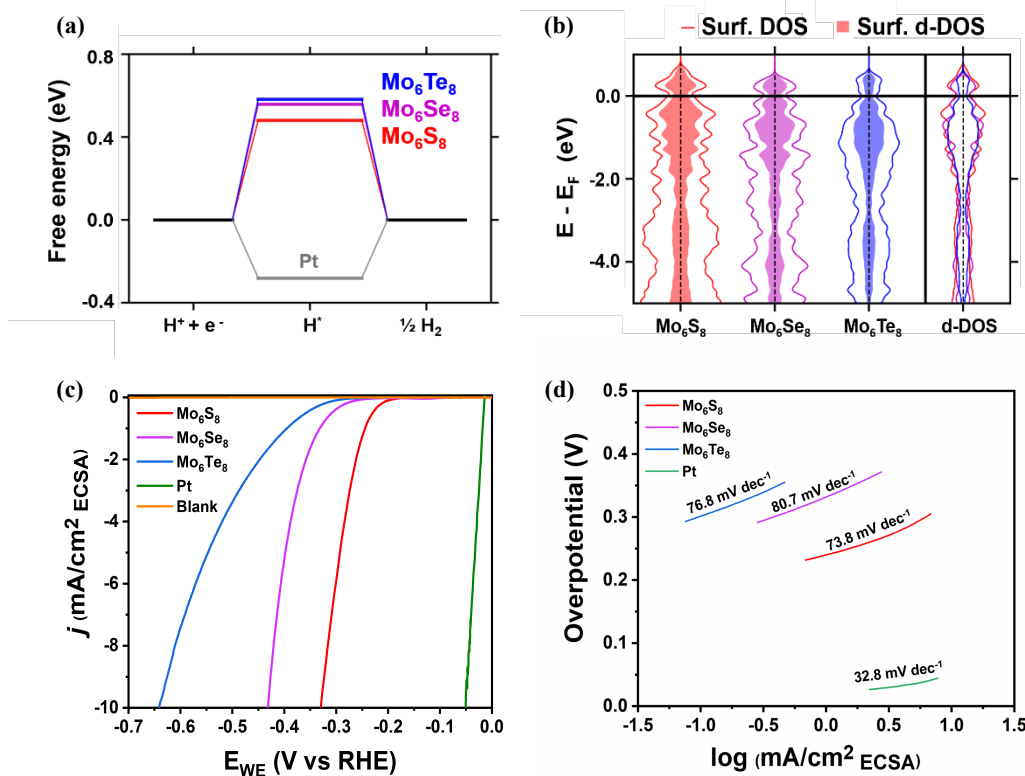 (a)
0.8
0.4
0.0
-0.4
Free energy (eV)
Mo₆Te₈
Mo₆Se₈
Mo₆S₈
Pt
H⁺ + e⁻
H*
½ H₂
(b)
Surf. DOS
Surf. d-DOS
0.0
-2.0
-4.0
E - E_F (eV)
Mo₆S₈
Mo₆Se₈
Mo₆Te₈
d-DOS
(c)
Mo₆S₈
Mo₆Se₈
Mo₆Te₈
Pt
Blank
0
-2
-4
-6
-8
-10
j (mA/cm² ECSA)
-0.7 -0.6 -0.5 -0.4 -0.3 -0.2 -0.1 0.0
E_WE (V vs RHE)
(d)
Mo₆S₈
Mo₆Se₈
Mo₆Te₈
Pt
0.5
0.4
0.3
0.2
0.1
0.0
Overpotential (V)
76.8 mV dec⁻¹
80.7 mV dec⁻¹
73.8 mV dec⁻¹
32.8 mV dec⁻¹
-1.5 -1.0 -0.5 0.0 0.5 1.0 1.5
log (mA/cm² ECSA)